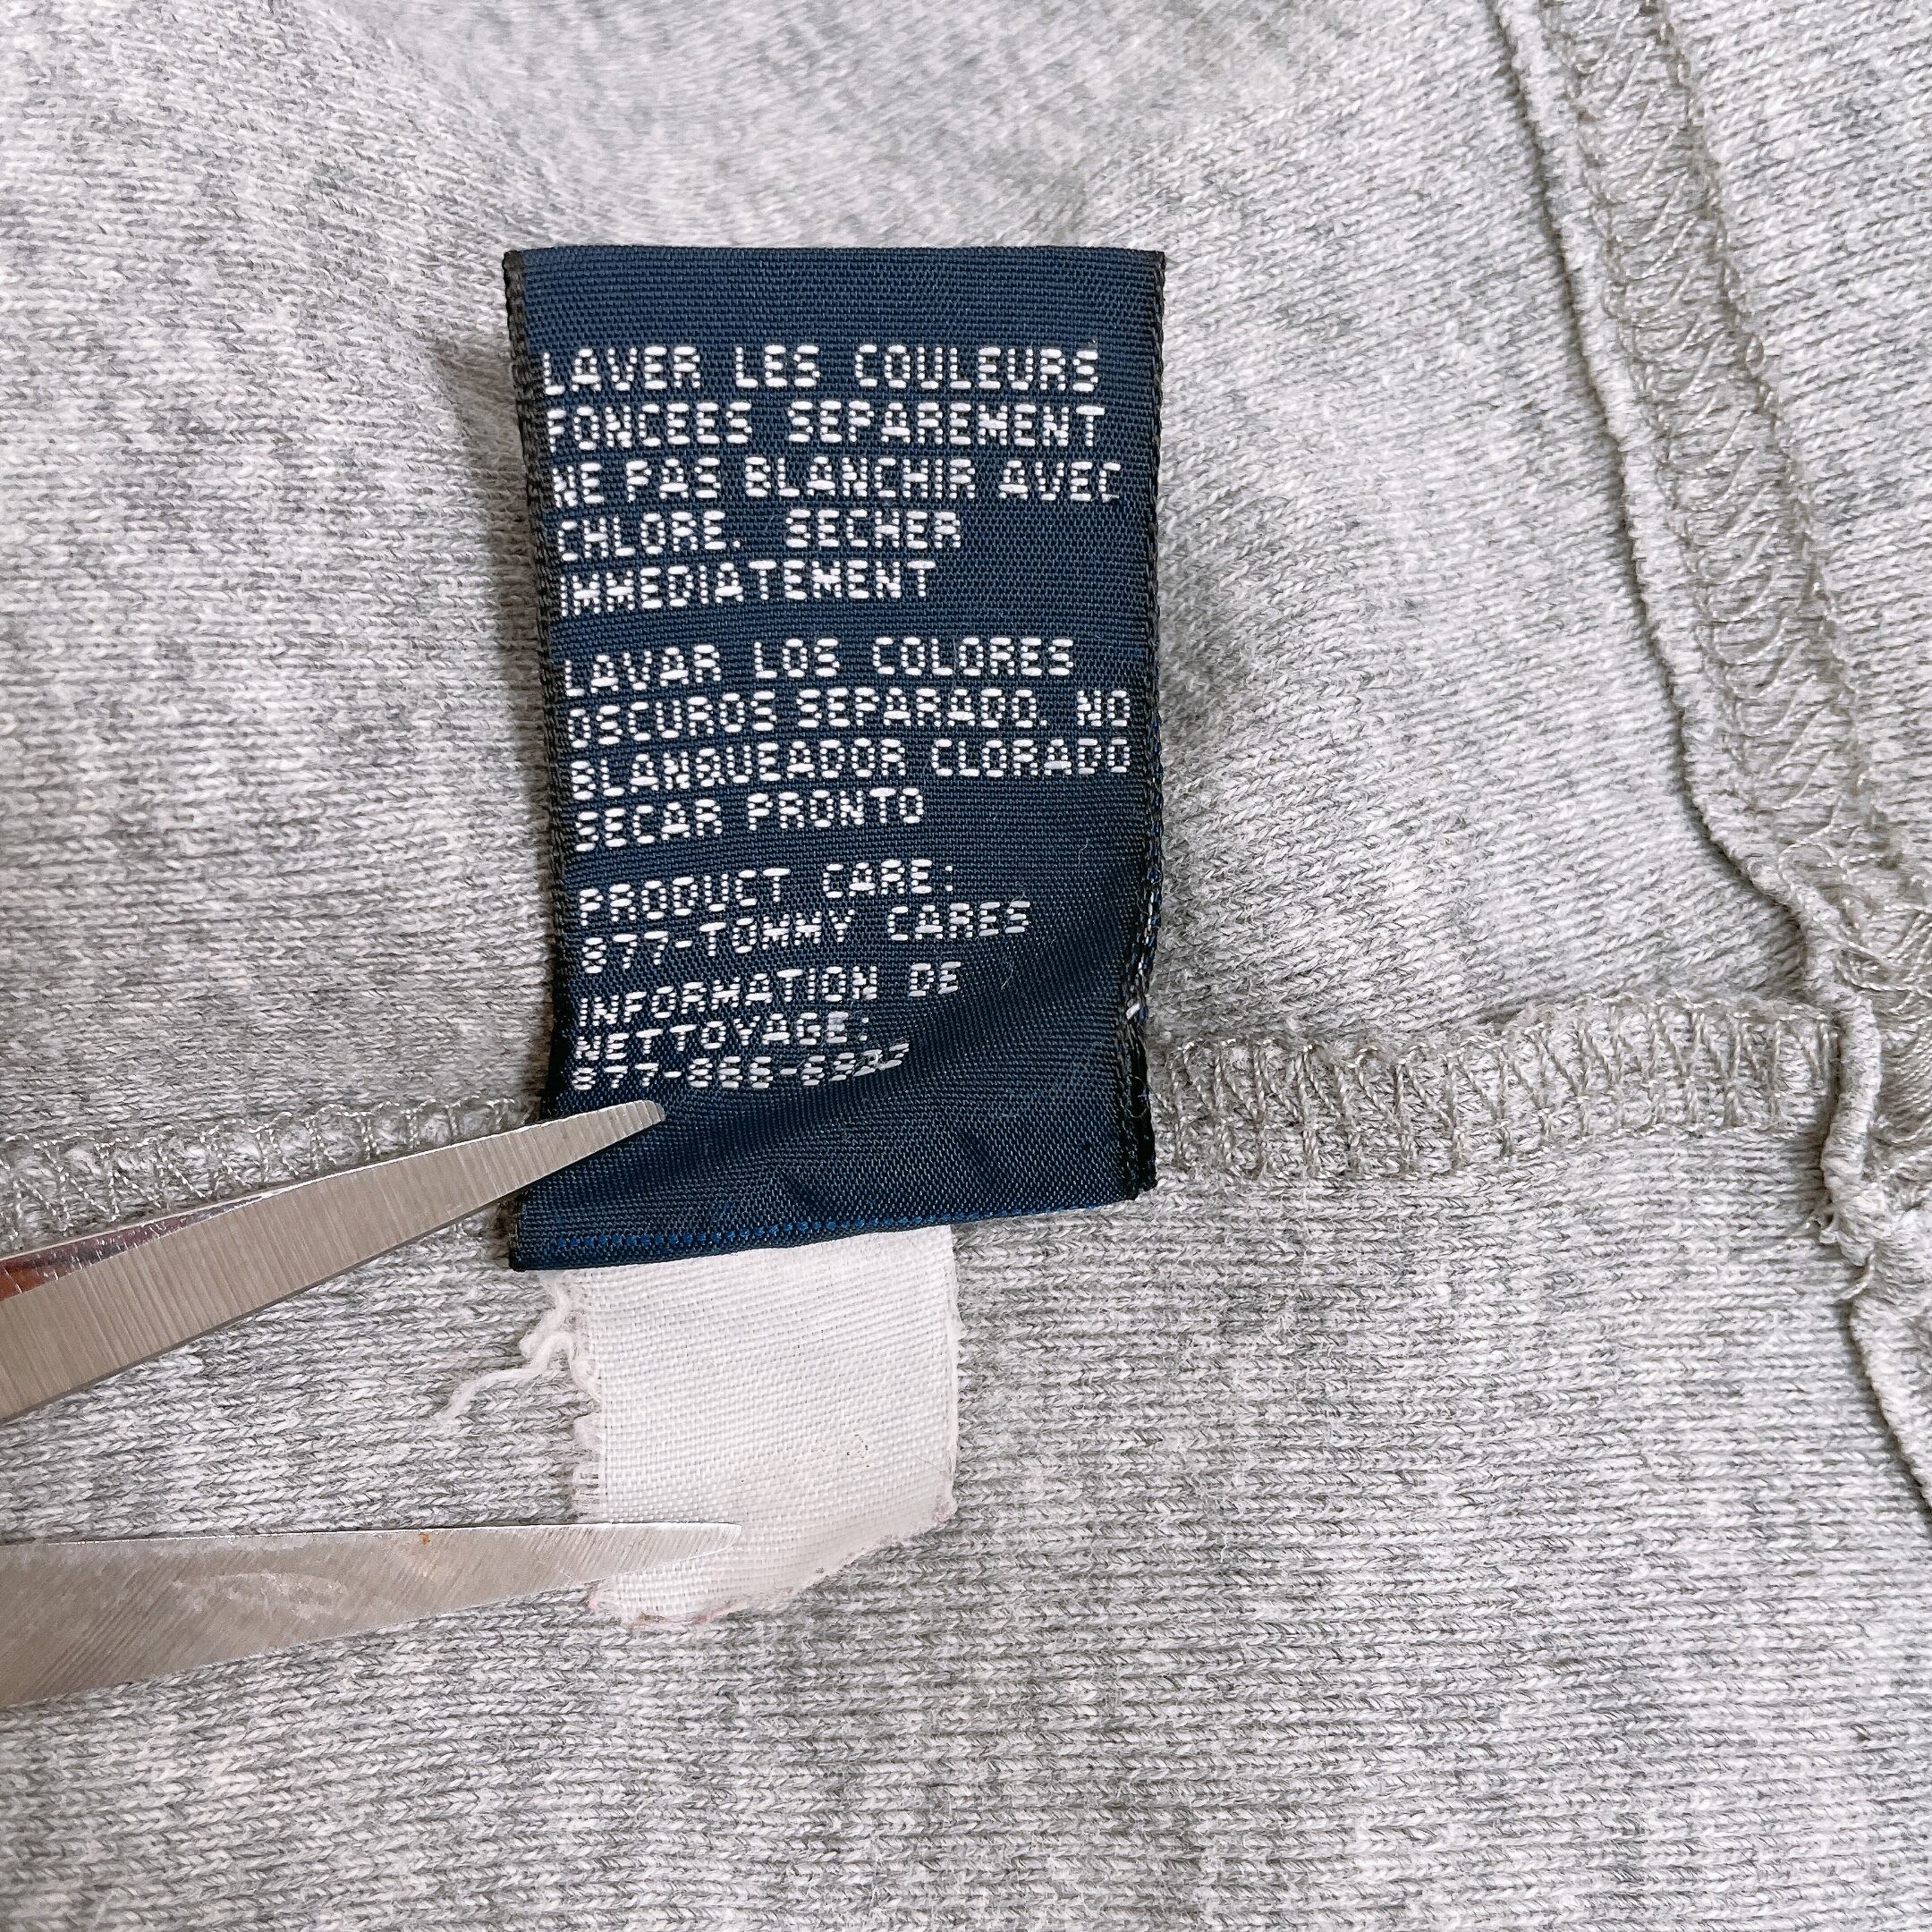 LAVER LES COULEURS
FONCEES SEPAREMENT
NE PAS BLANCHIR AVEC
CHLORE. SECHER
IMMEDIATEMENT
LAVAR LOS COLORES
OSCUROS SEPARADO. NO
BLANQUEADOR CLORADO
SECAR PRONTO
PRODUCT CARE:
877-TOMMY CARES
INFORMATION DE
NETTOYAGE: